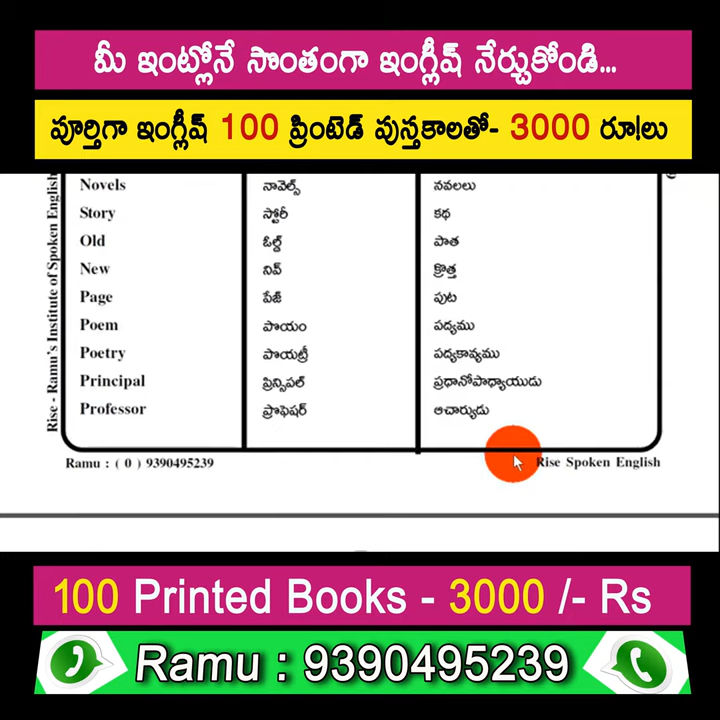 మీ ఇంట్లోనే సొంతంగా ఇంగ్లీష్ నేర్చుకోండి...
పూర్తిగా ఇంగ్లీష్ 100 ప్రింటెడ్ పుస్తకాలతో- 3000 రూ!లు
Rise - Ramu's Institute of Spoken English
Novels నావెల్స్ నవలలు
Story స్టోరీ కథ
Old ఓల్డ్ పాత
New నివ్ క్రొత్త
Page పేజ్ పుట
Poem పొయం పద్యము
Poetry పొయట్రీ పద్యకావ్యము
Principal ప్రిన్సిపల్ ప్రధానోపాధ్యాయుడు
Professor ప్రొఫెషర్ ఆచార్యుడు
Ramu : ( 0 ) 9390495239 Rise Spoken English
100 Printed Books - 3000 /- Rs
Ramu : 9390495239